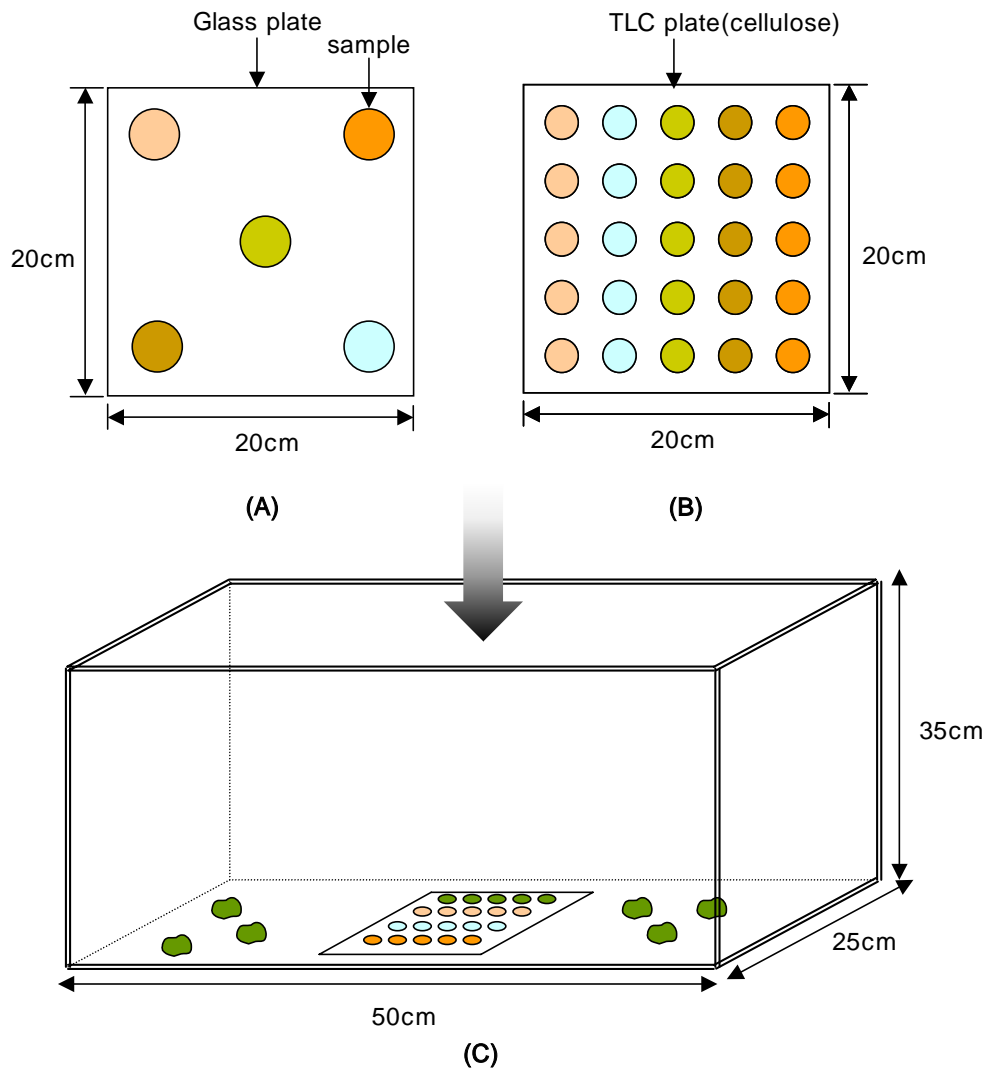 Glass plate
sample
TLC plate(cellulose)
20cm
20cm
20cm
20cm
(A)
(B)
35cm
25cm
50cm
(C)